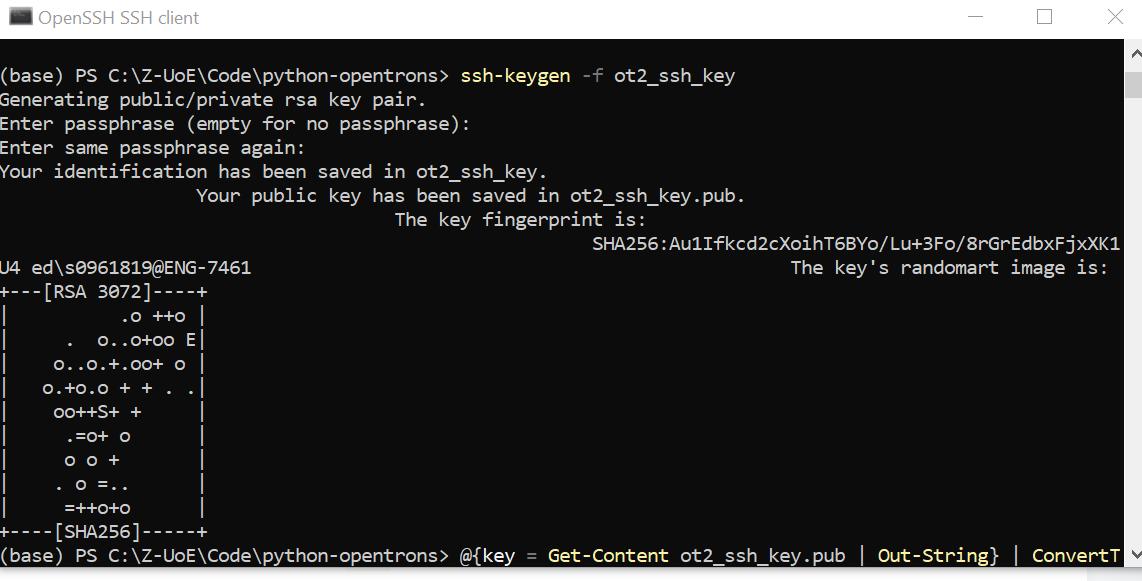 OpenSSH SSH client
(base) PS C:\Z-UoE\Code\python-opentrons> ssh-keygen -f ot2_ssh_key
Generating public/private rsa key pair.
Enter passphrase (empty for no passphrase):
Enter same passphrase again:
Your identification has been saved in ot2_ssh_key.
Your public key has been saved in ot2_ssh_key.pub.
The key fingerprint is:
SHA256:Au1Ifkcd2cXoihT6BYo/Lu+3Fo/8rGrEdbxFjxXK1
U4 ed\s0961819@ENG-7461 The key's randomart image is:
+---[RSA 3072]----+
|          .o ++o |
|     .  o..o+oo E|
|    o..o.+.oo+ o |
|   o.+o.o + + . .|
|    oo++S+ +     |
|     .=o+ o      |
|     o o +       |
|    . o =..      |
|     =++o+o      |
+----[SHA256]-----+
(base) PS C:\Z-UoE\Code\python-opentrons> @{key = Get-Content ot2_ssh_key.pub | Out-String} | ConvertT